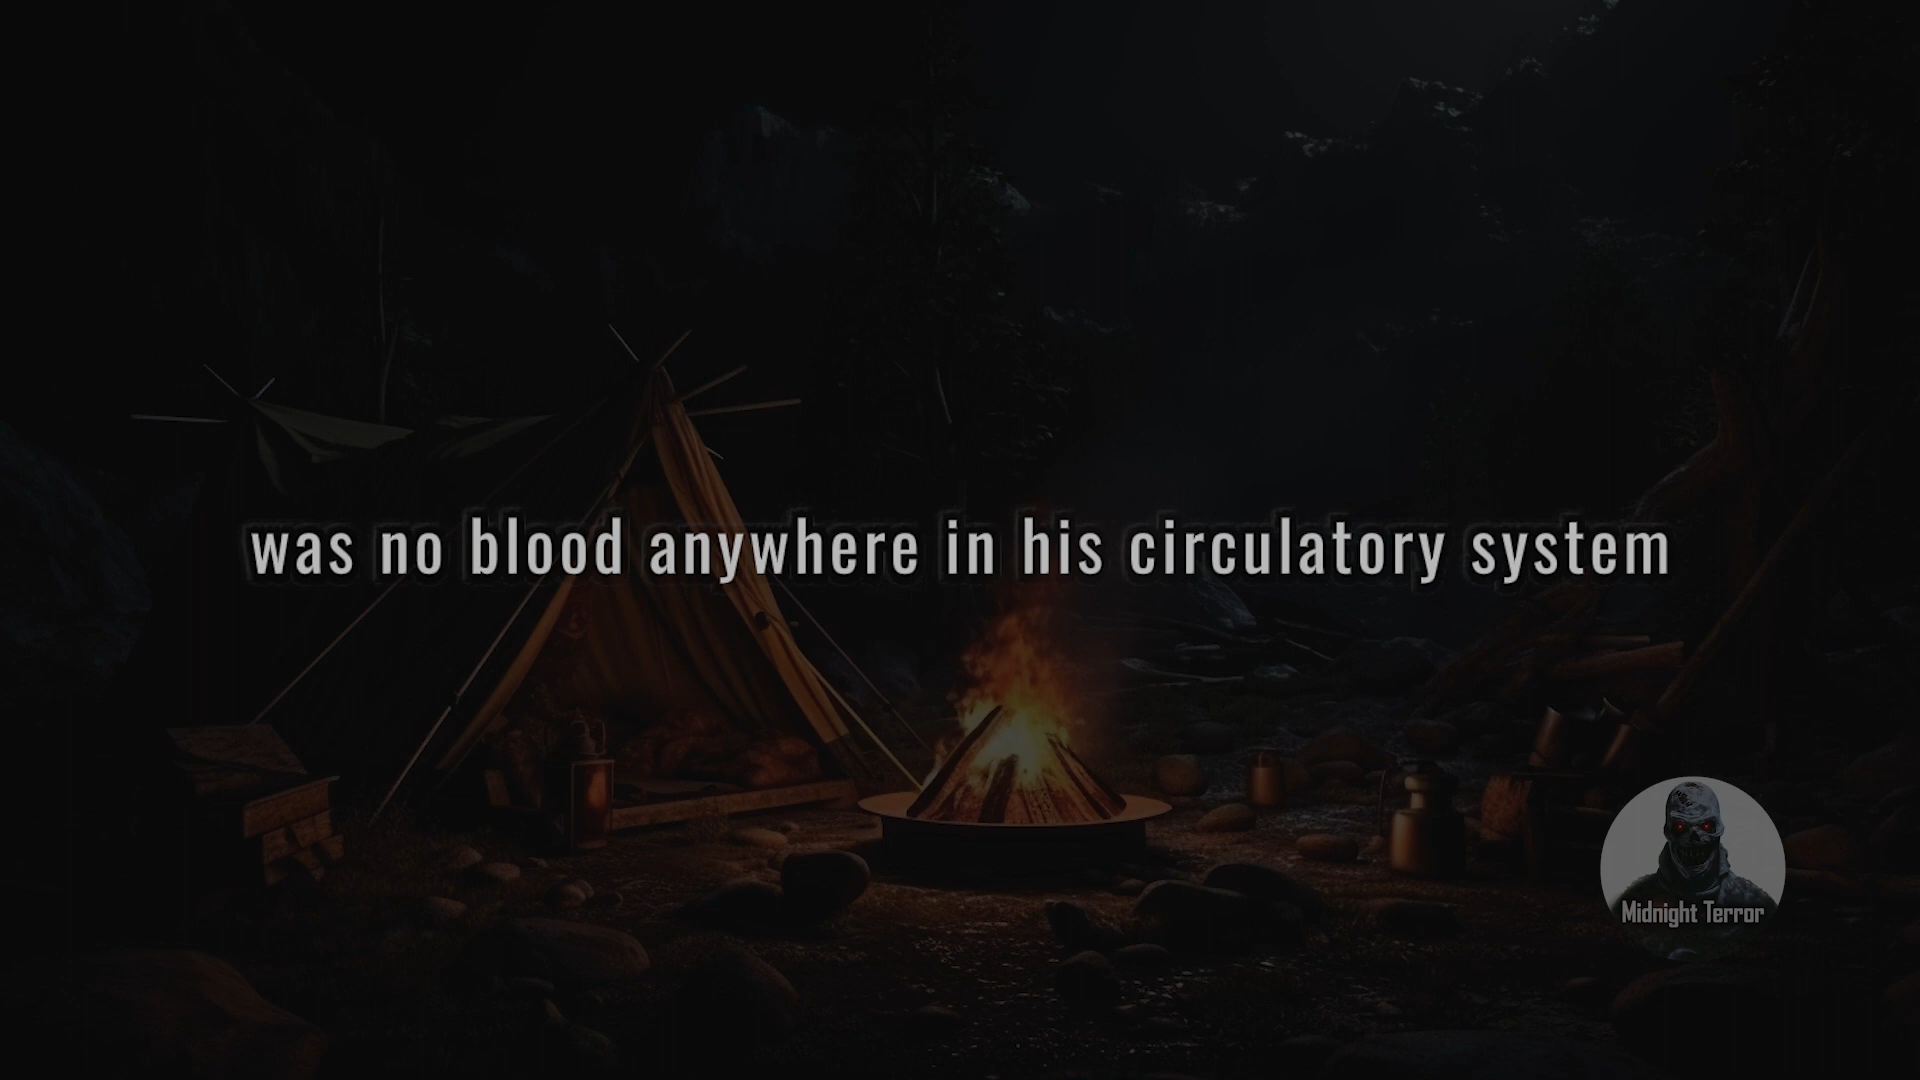 was no blood anywhere in his circulatory system
Midnight Terror